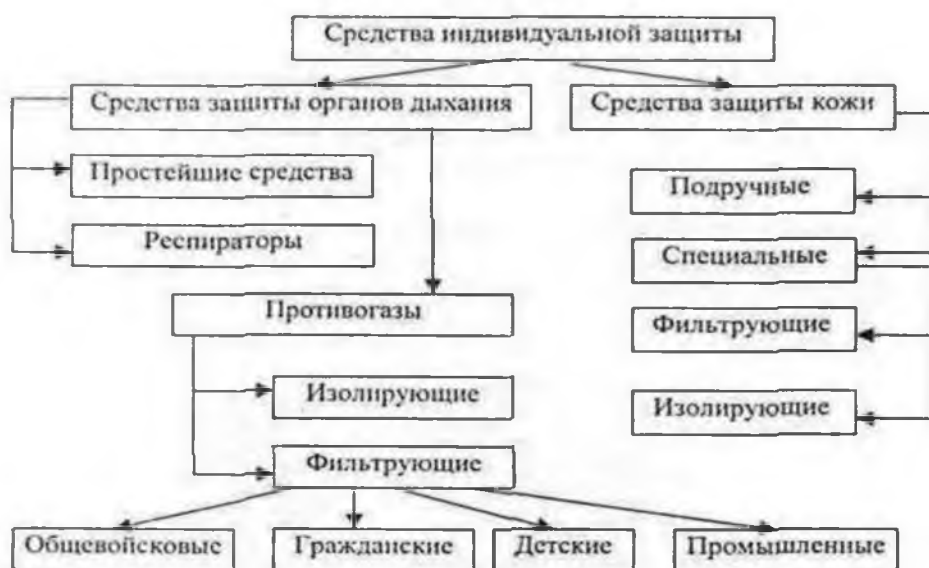 Средства индивидуальной защиты
Средства защиты органов дыхания
Средства защиты кожи
Простейшие средства
Подручные
Респираторы
Специальные
Противогазы
Фильтрующие
Изолирующие
Изолирующие
Фильтрующие
Общевойсковые
Гражданские
Детские
Промышленные